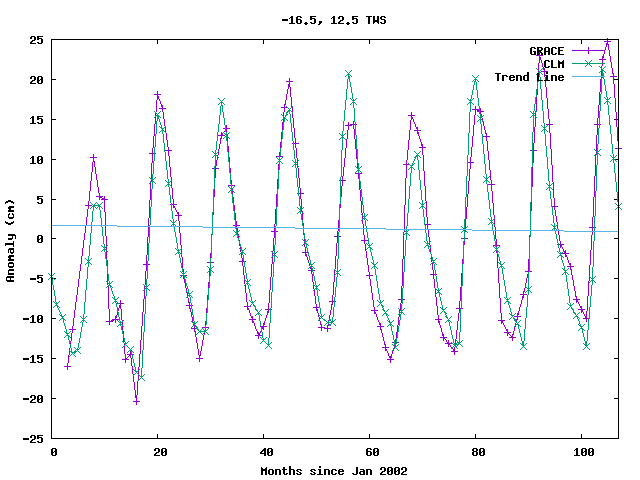 -16.5, 12.5 TWS
GRACE
CLM
Trend Line
25
20
15
10
5
0
-5
-10
-15
-20
-25
Anomaly (cm)
0 20 40 60 80 100
Months since Jan 2002